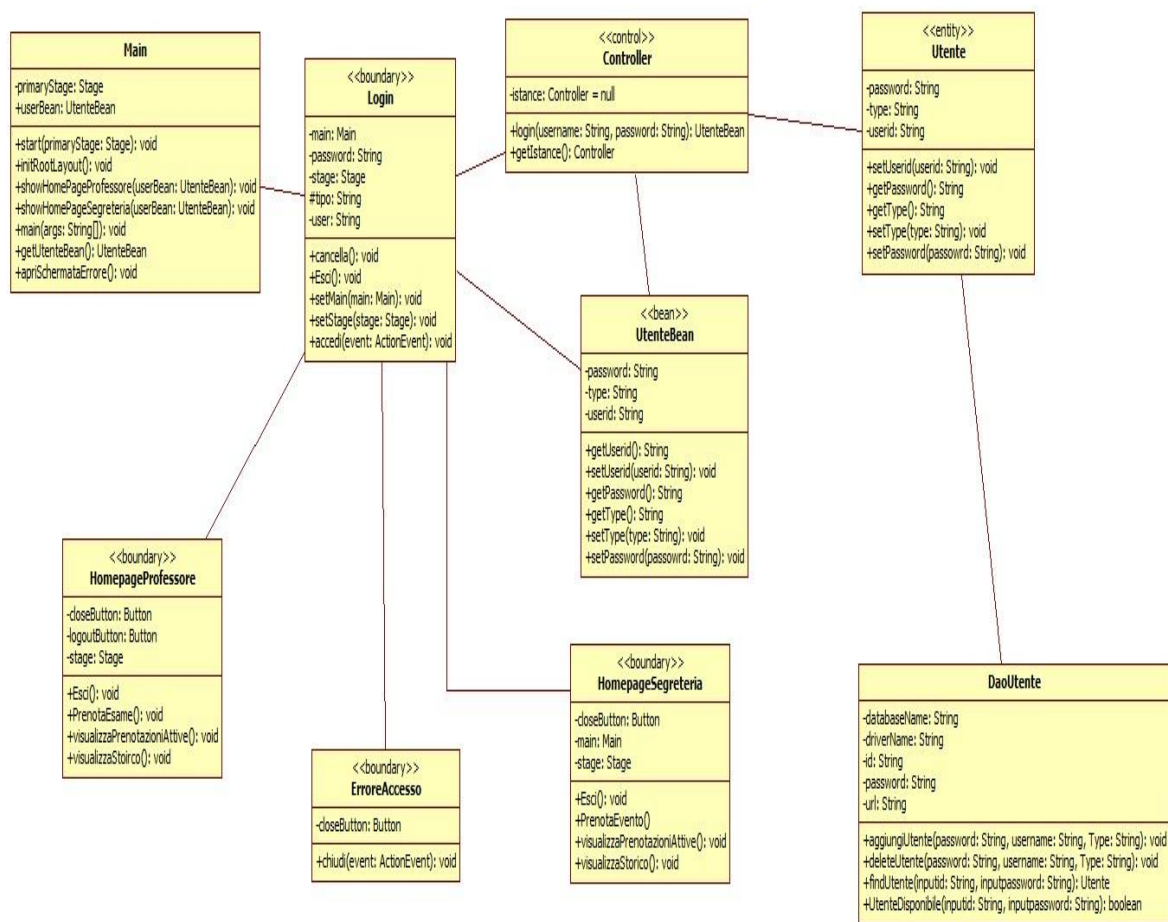 Main
-primaryStage: Stage
+userBean: UtenteBean
+start(primaryStage: Stage): void
+initRootLayout(): void
+showHomePageProfessore(userBean: UtenteBean): void
+showHomePageSegreteria(userBean: UtenteBean): void
+main(args: String[]): void
+getUtenteBean(): UtenteBean
+apriSchermataErrore(): void
<<boundary>>
Login
-main: Main
-password: String
-stage: Stage
#tipo: String
-user: String
+cancella(): void
+Esci(): void
+setMain(main: Main): void
+setStage(stage: Stage): void
+accedi(event: ActionEvent): void
<<control>>
Controller
-istance: Controller = null
+login(username: String, password: String): UtenteBean
+getIstance(): Controller
<<entity>>
Utente
-password: String
-type: String
-userid: String
+setUserid(userid: String): void
+getPassword(): String
+getType(): String
+setType(type: String): void
+setPassword(passowrd: String): void
<<bean>>
UtenteBean
-password: String
-type: String
-userid: String
+getUserid(): String
+setUserid(userid: String): void
+getPassword(): String
+getType(): String
+setType(type: String): void
+setPassword(passowrd: String): void
<<boundary>>
HomepageProfessore
-closeButton: Button
-logoutButton: Button
-stage: Stage
+Esci(): void
+PrenotaEsame(): void
+visualizzaPrenotazioniAttive(): void
+visualizzaStoirco(): void
<<boundary>>
ErroreAccesso
-closeButton: Button
+chiudi(event: ActionEvent): void
<<boundary>>
HomepageSegreteria
-closeButton: Button
-main: Main
-stage: Stage
+Esci(): void
+PrenotaEvento()
+visualizzaPrenotazioniAttive(): void
+visualizzaStorico(): void
DaoUtente
-databaseName: String
-driverName: String
-id: String
-password: String
-url: String
+aggiungiUtente(password: String, username: String, Type: String): void
+deleteUtente(password: String, username: String, Type: String): void
+findUtente(inputid: String, inputpassword: String): Utente
+UtenteDisponibile(inputid: String, inputpassword: String): boolean